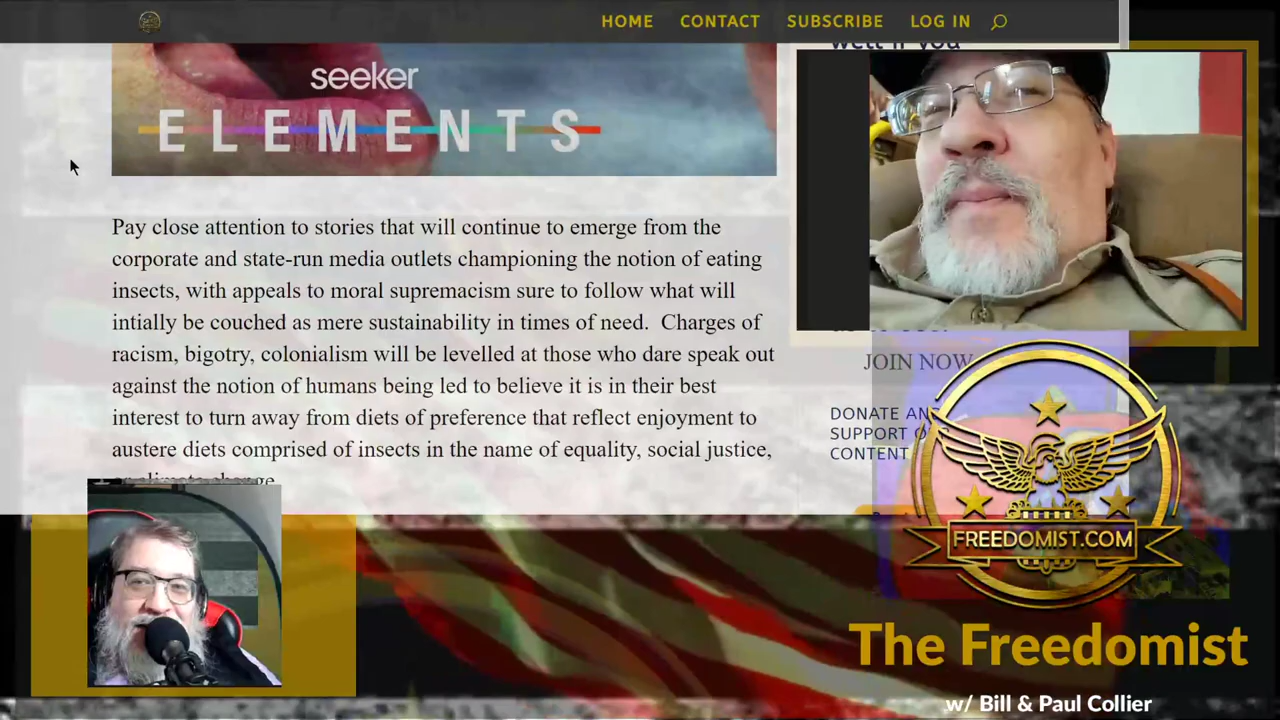 HOME CONTACT SUBSCRIBE LOG IN
well if you
seeker
ELEMENTS
Pay close attention to stories that will continue to emerge from the
corporate and state-run media outlets championing the notion of eating
insects, with appeals to moral supremacism sure to follow what will
intially be couched as mere sustainability in times of need. Charges of
racism, bigotry, colonialism will be levelled at those who dare speak out
against the notion of humans being led to believe it is in their best
interest to turn away from diets of preference that reflect enjoyment to
austere diets comprised of insects in the name of equality, social justice,
climate change
JOIN NOW
DONATE AND
SUPPORT
CONTENT
FREEDOMIST.COM
The Freedomist
w/ Bill & Paul Collier